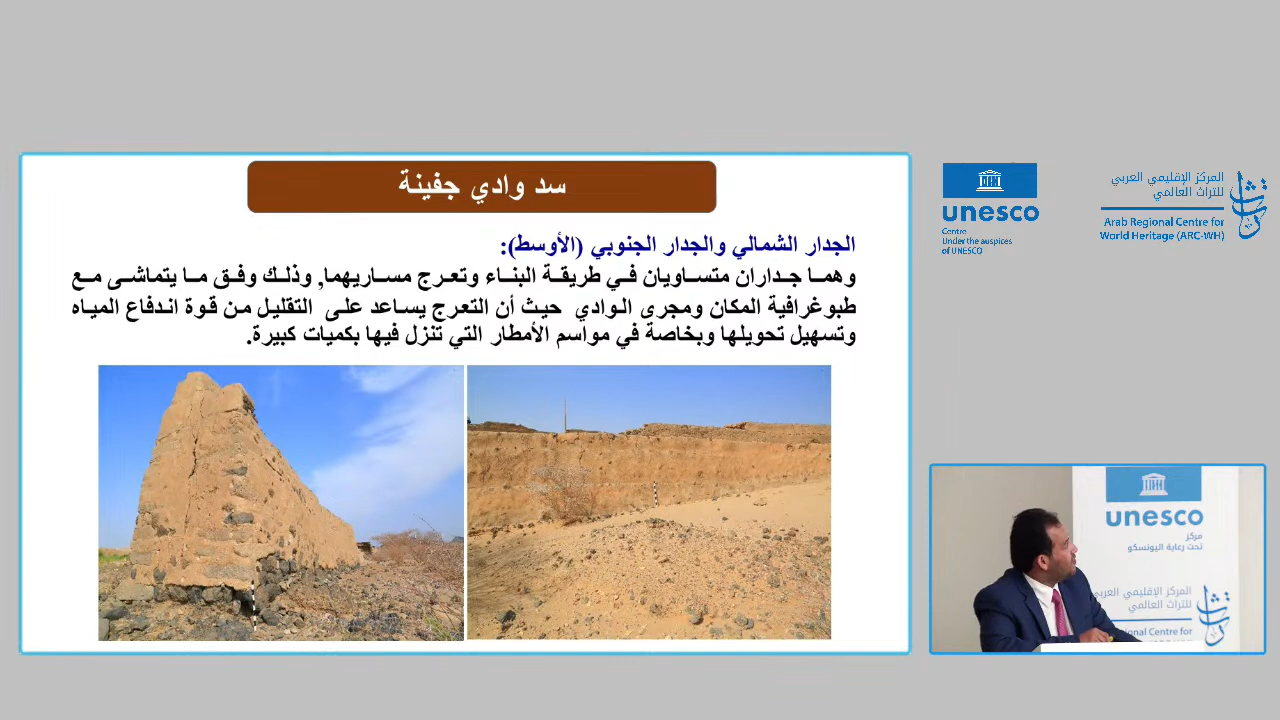 سد وادي جفينة
الجدار الشمالي والجدار الجنوبي (الأوسط):
وهما جداران متساويان في طريقة البناء وتعرج مساريهما, وذلك وفق ما يتماشى مع
طبوغرافية المكان ومجرى الوادي حيث أن التعرج يساعد على التقليل من قوة اندفاع المياه
وتسهيل تحويلها وبخاصة في مواسم الأمطار التي تنزل فيها بكميات كبيرة.
unesco
Centre
Under the auspices
of UNESCO
المركز الإقليمي العربي
للتراث العالمي
Arab Regional Centre for
World Heritage (ARC-WH)
unesco
مركز
تحت رعاية اليونسكو
المركز الإقليمي العربي
للتراث العالمي
gional Centre for